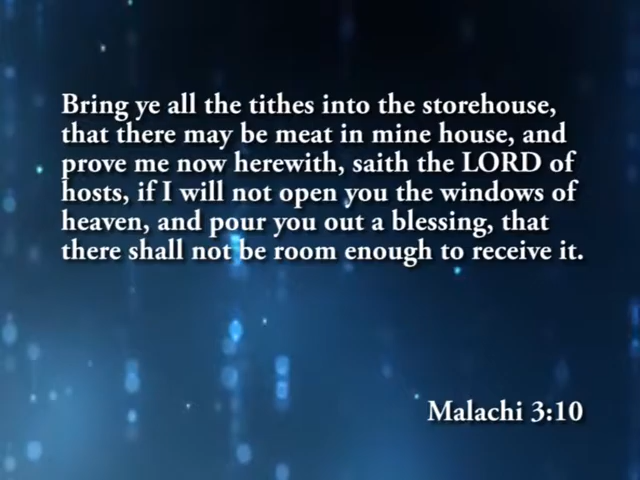 Bring ye all the tithes into the storehouse,
that there may be meat in mine house, and
prove me now herewith, saith the LORD of
hosts, if I will not open you the windows of
heaven, and pour you out a blessing, that
there shall not be room enough to receive it.
Malachi 3:10